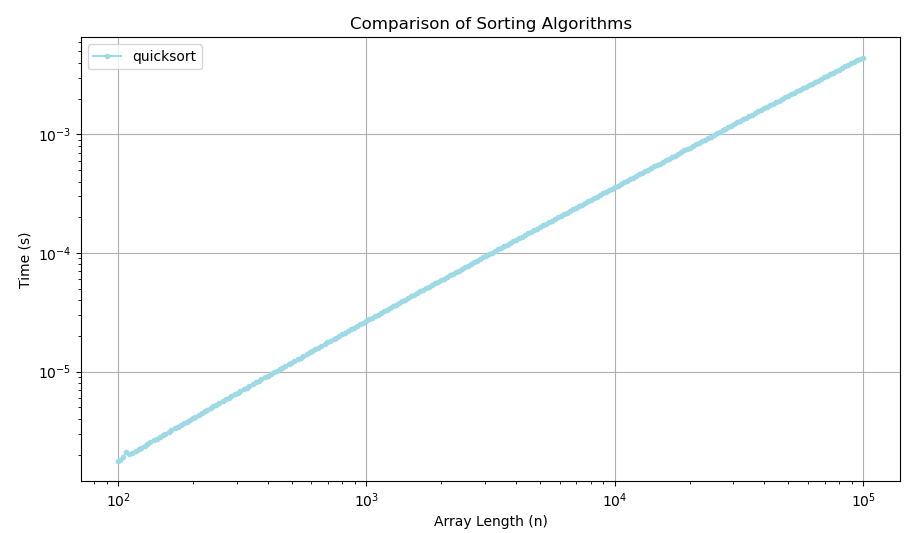 Comparison of Sorting Algorithms
quicksort
10⁻³
10⁻⁴
10⁻⁵
Time (s)
10² 10³ 10⁴ 10⁵
Array Length (n)